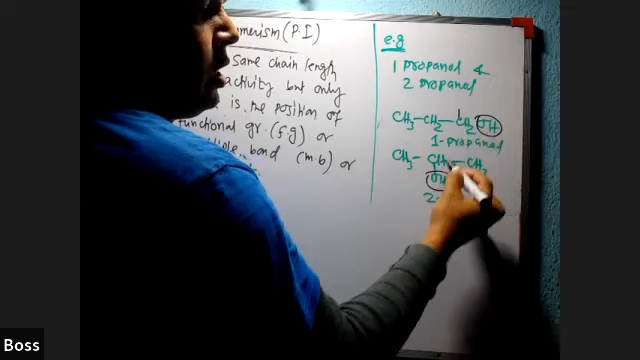 merism (P.I)
Same chain length
activity but only
is the position of
functional gr. (f.g) or
bond (mb) or
e.g
1 propanol &
2 propanol
CH3-CH2-CH2 OH
1-propanol
CH3-CH-CH3
OH
2-
Boss